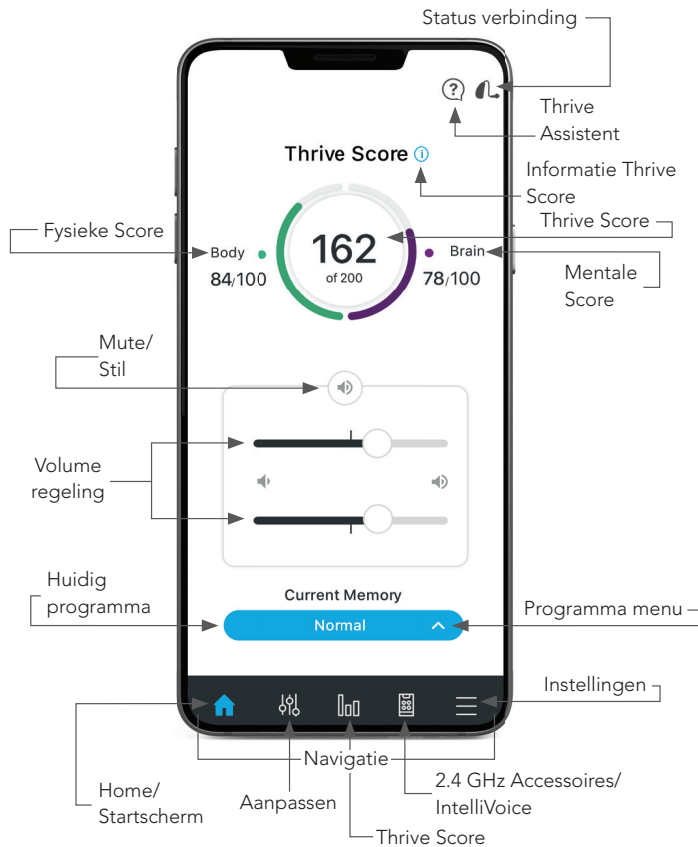 Status verbinding
?
Thrive
Assistent
Thrive Score i
Informatie Thrive
Score
Thrive Score
Fysieke Score
Body
84/100
162
of 200
Brain
78/100
Mentale
Score
Mute/
Stil
Volume
regeling
Huidig
programma
Current Memory
Normal
Programma menu
Instellingen
Navigatie
Home/
Startscherm
Aanpassen
2.4 GHz Accessoires/
IntelliVoice
Thrive Score